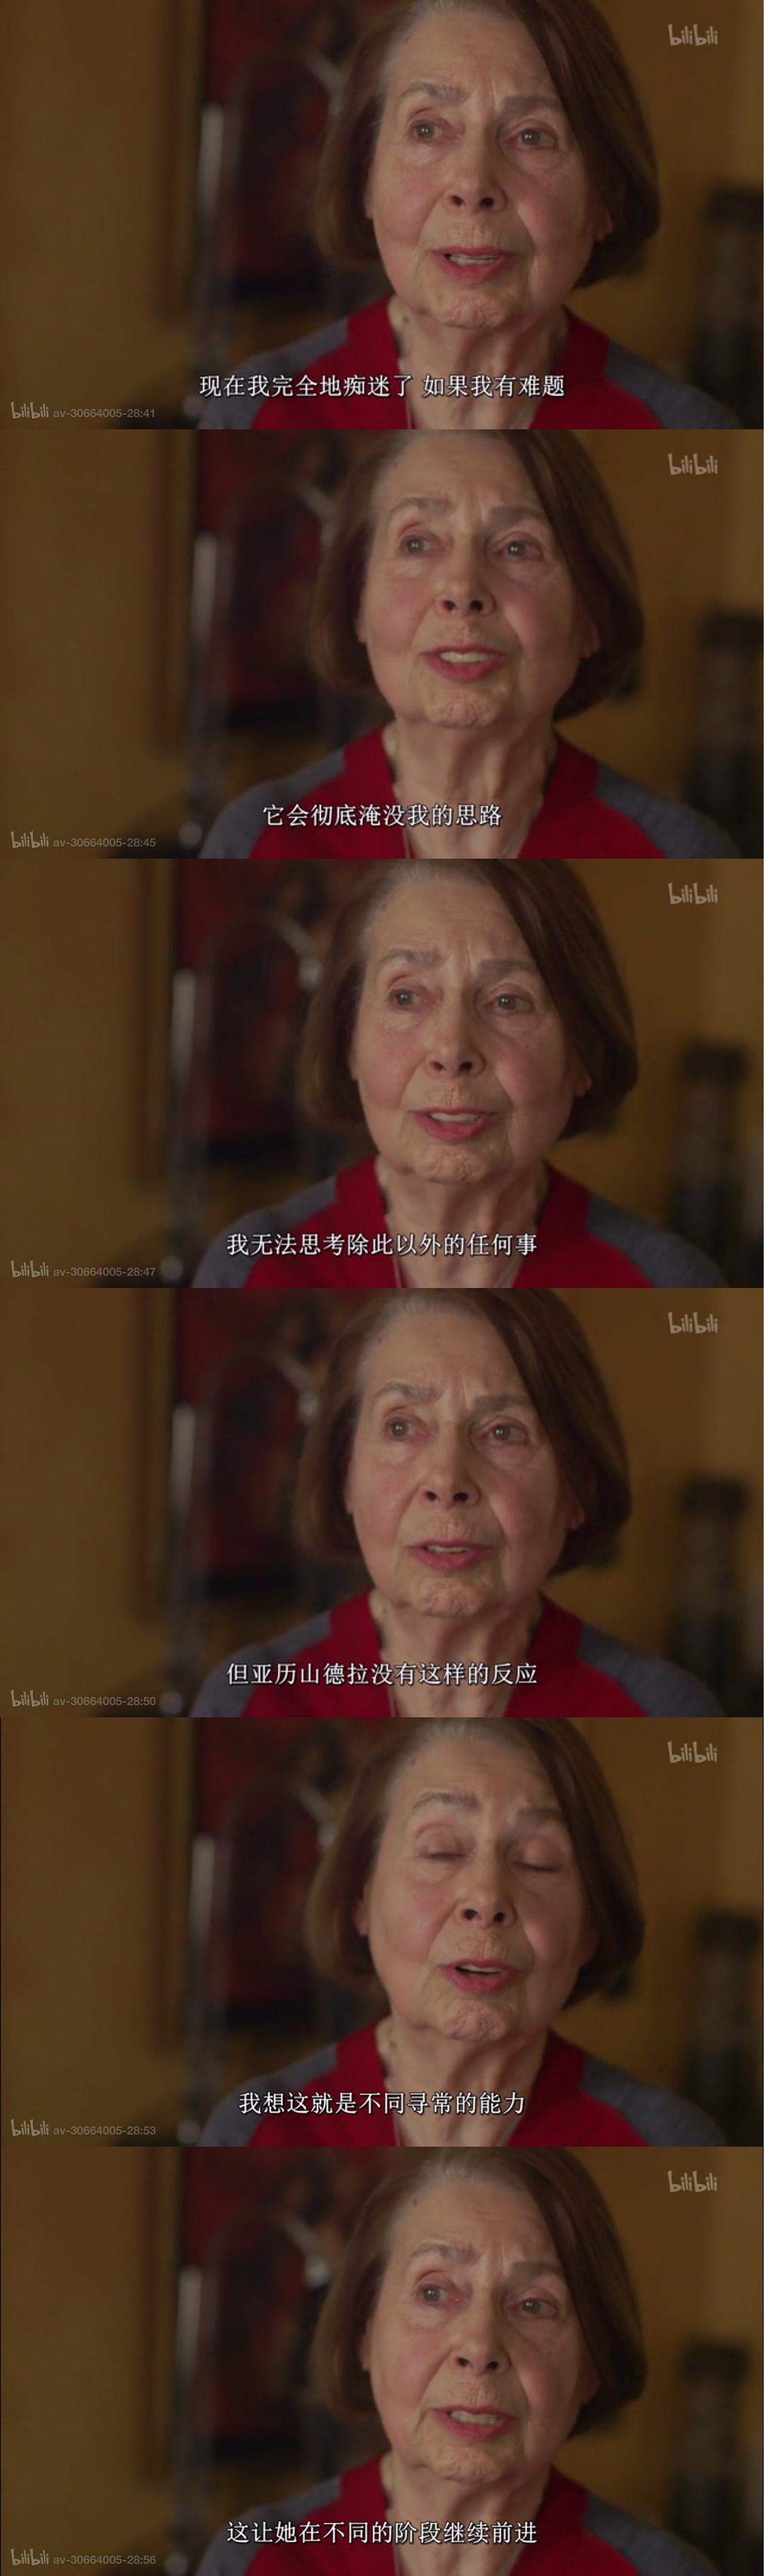 bilibili
现在我完全地痴迷了 如果我有难题
bilibili av-30664005-28:41
bilibili
它会彻底淹没我的思路
bilibili av-30664005-28:45
bilibili
我无法思考除此以外的任何事
bilibili av-30664005-28:47
bilibili
但亚历山德拉没有这样的反应
bilibili av-30664005-28:50
bilibili
我想这就是不同寻常的能力
bilibili av-30664005-28:53
bilibili
这让她在不同的阶段继续前进
bilibili av-30664005-28:56